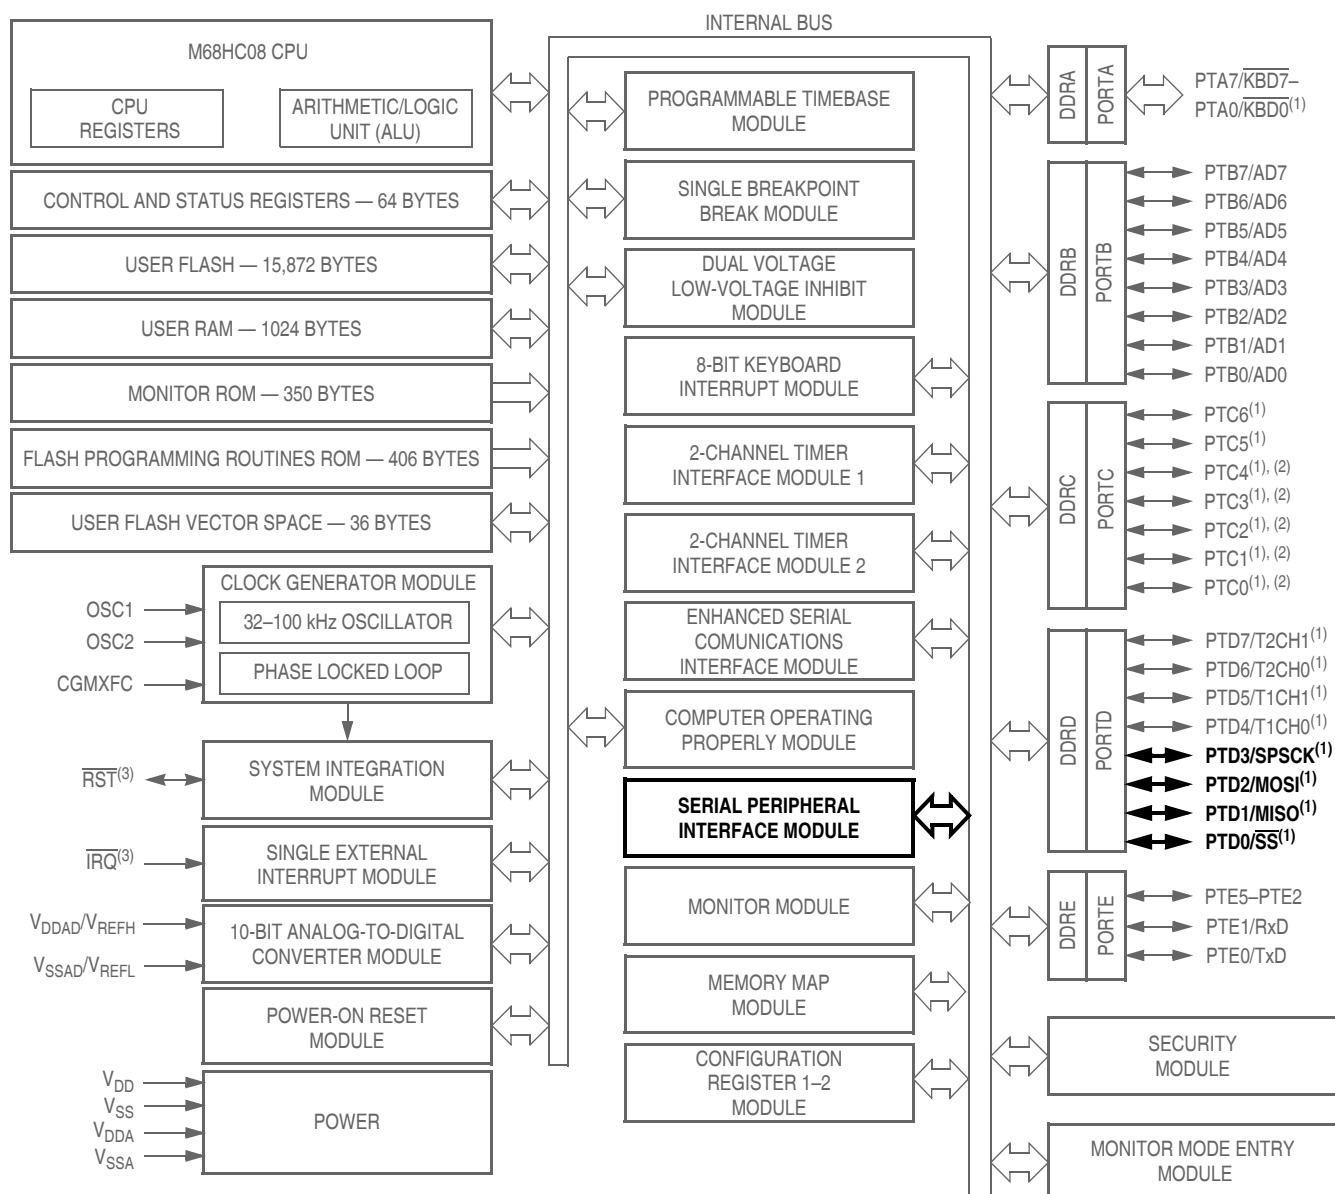 INTERNAL BUS
M68HC08 CPU
CPU
REGISTERS
ARITHMETIC/LOGIC
UNIT (ALU)
CONTROL AND STATUS REGISTERS — 64 BYTES
USER FLASH — 15,872 BYTES
USER RAM — 1024 BYTES
MONITOR ROM — 350 BYTES
FLASH PROGRAMMING ROUTINES ROM — 406 BYTES
USER FLASH VECTOR SPACE — 36 BYTES
CLOCK GENERATOR MODULE
32–100 kHz OSCILLATOR
PHASE LOCKED LOOP
OSC1
OSC2
CGMXFC
SYSTEM INTEGRATION
MODULE
RST(3)
SINGLE EXTERNAL
INTERRUPT MODULE
IRQ(3)
10-BIT ANALOG-TO-DIGITAL
CONVERTER MODULE
VDDAD/VREFH
VSSAD/VREFL
POWER-ON RESET
MODULE
POWER
VDD
VSS
VDDA
VSSA
PROGRAMMABLE TIMEBASE
MODULE
SINGLE BREAKPOINT
BREAK MODULE
DUAL VOLTAGE
LOW-VOLTAGE INHIBIT
MODULE
8-BIT KEYBOARD
INTERRUPT MODULE
2-CHANNEL TIMER
INTERFACE MODULE 1
2-CHANNEL TIMER
INTERFACE MODULE 2
ENHANCED SERIAL
COMUNICATIONS
INTERFACE MODULE
COMPUTER OPERATING
PROPERLY MODULE
SERIAL PERIPHERAL
INTERFACE MODULE
MONITOR MODULE
MEMORY MAP
MODULE
CONFIGURATION
REGISTER 1–2
MODULE
DDRA
PORTA
PTA7/KBD7–
PTA0/KBD0(1)
DDRB
PORTB
PTB7/AD7
PTB6/AD6
PTB5/AD5
PTB4/AD4
PTB3/AD3
PTB2/AD2
PTB1/AD1
PTB0/AD0
DDRC
PORTC
PTC6(1)
PTC5(1)
PTC4(1), (2)
PTC3(1), (2)
PTC2(1), (2)
PTC1(1), (2)
PTC0(1), (2)
DDRD
PORTD
PTD7/T2CH1(1)
PTD6/T2CH0(1)
PTD5/T1CH1(1)
PTD4/T1CH0(1)
PTD3/SPSCK(1)
PTD2/MOSI(1)
PTD1/MISO(1)
PTD0/SS(1)
DDRE
PORTE
PTE5–PTE2
PTE1/RxD
PTE0/TxD
SECURITY
MODULE
MONITOR MODE ENTRY
MODULE